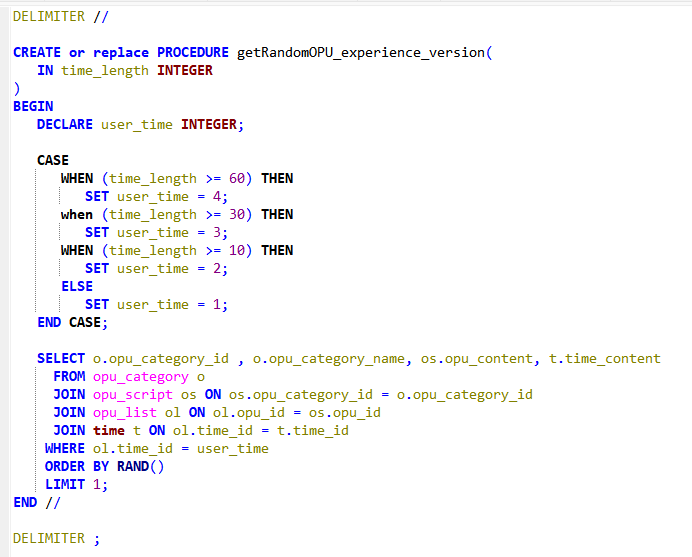 DELIMITER //
CREATE or replace PROCEDURE getRandomOPU_experience_version(
IN time_length INTEGER
)
BEGIN
DECLARE user_time INTEGER;
CASE
WHEN (time_length >= 60) THEN
SET user_time = 4;
when (time_length >= 30) THEN
SET user_time = 3;
WHEN (time_length >= 10) THEN
SET user_time = 2;
ELSE
SET user_time = 1;
END CASE;
SELECT o.opu_category_id , o.opu_category_name, os.opu_content, t.time_content
FROM opu_category o
JOIN opu_script os ON os.opu_category_id = o.opu_category_id
JOIN opu_list ol ON ol.opu_id = os.opu_id
JOIN time t ON ol.time_id = t.time_id
WHERE ol.time_id = user_time
ORDER BY RAND()
LIMIT 1;
END //
DELIMITER ;